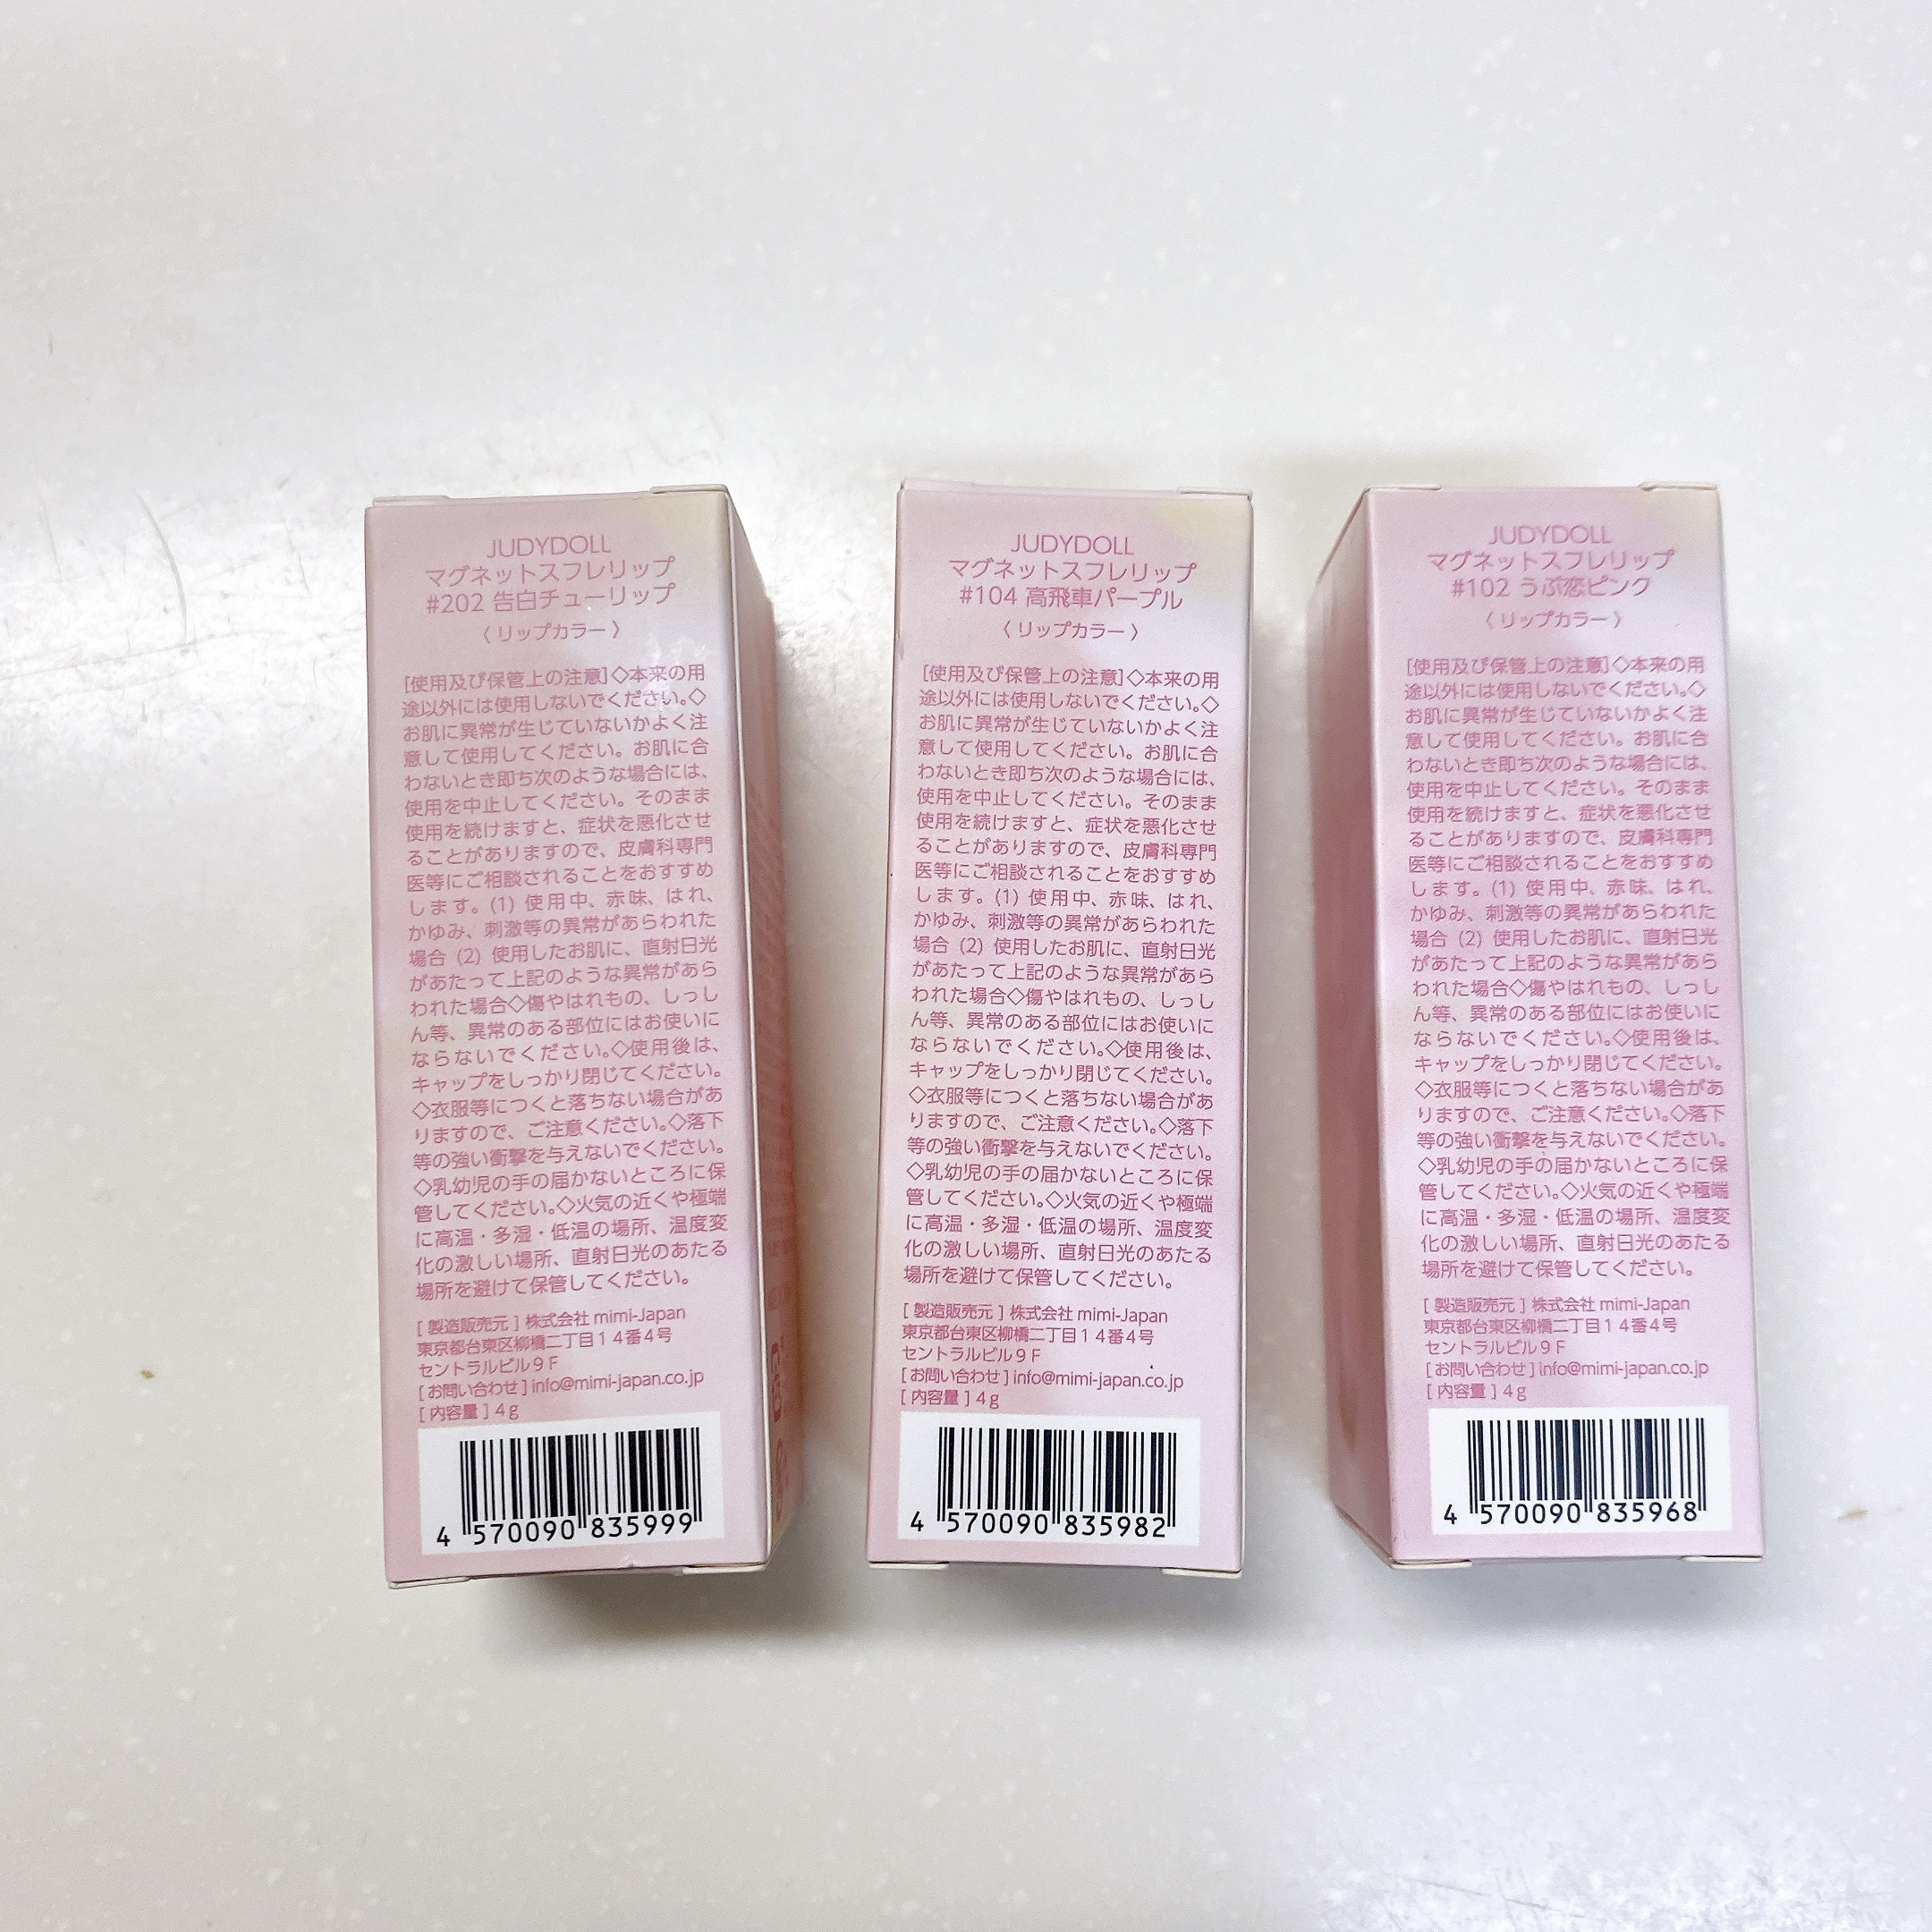 JUDYDOLL
マグネットスフレリップ
#202 告白チューリップ
〈 リップカラー 〉
[使用及び保管上の注意]◇本来の用
途以外には使用しないでください。◇
お肌に異常が生じていないかよく注
意して使用してください。お肌に合
わないとき即ち次のような場合には、
使用を中止してください。そのまま
使用を続けますと、症状を悪化させ
ることがありますので、皮膚科専門
医等にご相談されることをおすすめ
します。(1) 使用中、赤味、はれ、
かゆみ、刺激等の異常があらわれた
場合 (2) 使用したお肌に、直射日光
があたって上記のような異常があら
われた場合◇傷やはれもの、しっし
ん等、異常のある部位にはお使いに
ならないでください。◇使用後は、
キャップをしっかり閉じてください。
◇衣服等につくと落ちない場合があ
りますので、ご注意ください。◇落下
等の強い衝撃を与えないでください。
◇乳幼児の手の届かないところに保
管してください。◇火気の近くや極端
に高温・多湿・低温の場所、温度変
化の激しい場所、直射日光のあたる
場所を避けて保管してください。
[ 製造販売元 ] 株式会社 mimi-Japan
東京都台東区柳橋二丁目１４番４号
セントラルビル９Ｆ
[ お問い合わせ ] info@mimi-japan.co.jp
[ 内容量 ] 4 g
4 570090 835999
JUDYDOLL
マグネットスフレリップ
#104 高飛車パープル
〈 リップカラー 〉
[使用及び保管上の注意]◇本来の用
途以外には使用しないでください。◇
お肌に異常が生じていないかよく注
意して使用してください。お肌に合
わないとき即ち次のような場合には、
使用を中止してください。そのまま
使用を続けますと、症状を悪化させ
ることがありますので、皮膚科専門
医等にご相談されることをおすすめ
します。(1) 使用中、赤味、はれ、
かゆみ、刺激等の異常があらわれた
場合 (2) 使用したお肌に、直射日光
があたって上記のような異常があら
われた場合◇傷やはれもの、しっし
ん等、異常のある部位にはお使いに
ならないでください。◇使用後は、
キャップをしっかり閉じてください。
◇衣服等につくと落ちない場合があ
りますので、ご注意ください。◇落下
等の強い衝撃を与えないでください。
◇乳幼児の手の届かないところに保
管してください。◇火気の近くや極端
に高温・多湿・低温の場所、温度変
化の激しい場所、直射日光のあたる
場所を避けて保管してください。
[ 製造販売元 ] 株式会社 mimi-Japan
東京都台東区柳橋二丁目１４番４号
セントラルビル９Ｆ
[ お問い合わせ ] info@mimi-japan.co.jp
[ 内容量 ] 4 g
4 570090 835982
JUDYDOLL
マグネットスフレリップ
#102 うぶ恋ピンク
〈 リップカラー 〉
[使用及び保管上の注意]◇本来の用
途以外には使用しないでください。◇
お肌に異常が生じていないかよく注
意して使用してください。お肌に合
わないとき即ち次のような場合には、
使用を中止してください。そのまま
使用を続けますと、症状を悪化させ
ることがありますので、皮膚科専門
医等にご相談されることをおすすめ
します。(1) 使用中、赤味、はれ、
かゆみ、刺激等の異常があらわれた
場合 (2) 使用したお肌に、直射日光
があたって上記のような異常があら
われた場合◇傷やはれもの、しっし
ん等、異常のある部位にはお使いに
ならないでください。◇使用後は、
キャップをしっかり閉じてください。
◇衣服等につくと落ちない場合があ
りますので、ご注意ください。◇落下
等の強い衝撃を与えないでください。
◇乳幼児の手の届かないところに保
管してください。◇火気の近くや極端
に高温・多湿・低温の場所、温度変
化の激しい場所、直射日光のあたる
場所を避けて保管してください。
[ 製造販売元 ] 株式会社 mimi-Japan
東京都台東区柳橋二丁目１４番４号
セントラルビル９Ｆ
[ お問い合わせ ] info@mimi-japan.co.jp
[ 内容量 ] 4 g
4 570090 835968